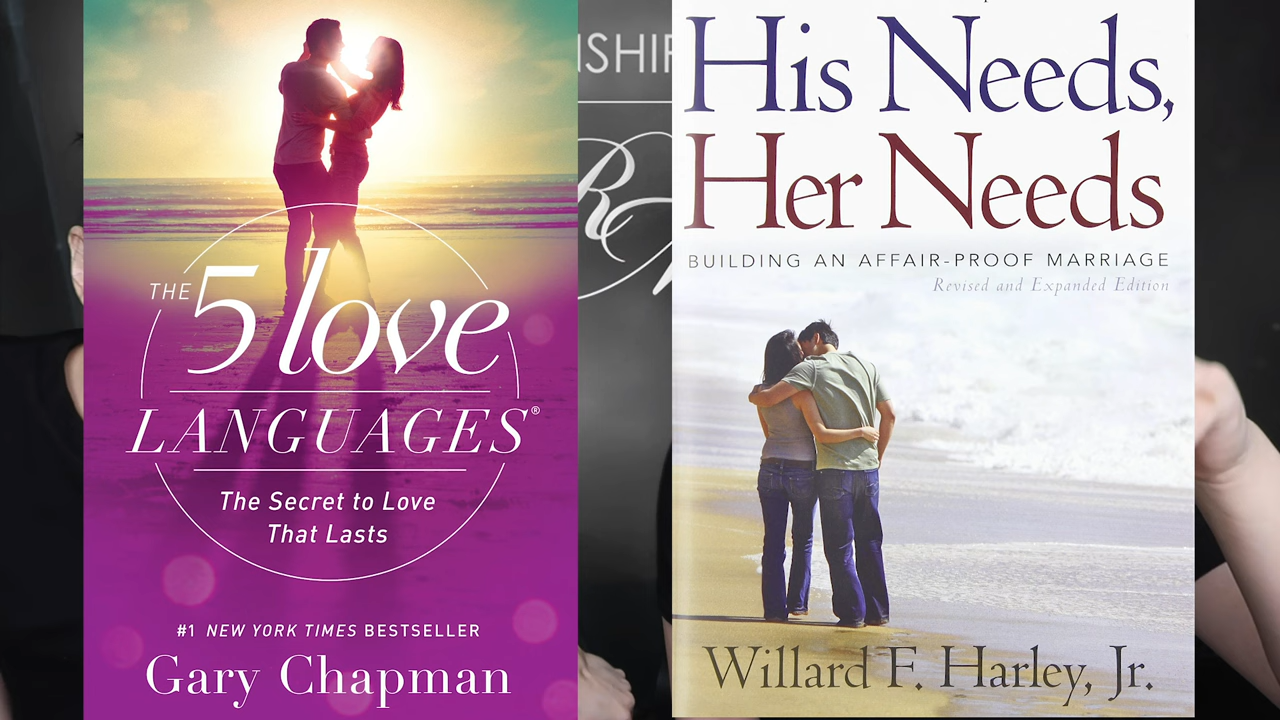 THE 5 love
LANGUAGES®
The Secret to Love
That Lasts
#1 NEW YORK TIMES BESTSELLER
Gary Chapman
His Needs,
Her Needs
BUILDING AN AFFAIR-PROOF MARRIAGE
Revised and Expanded Edition
Willard F. Harley, Jr.